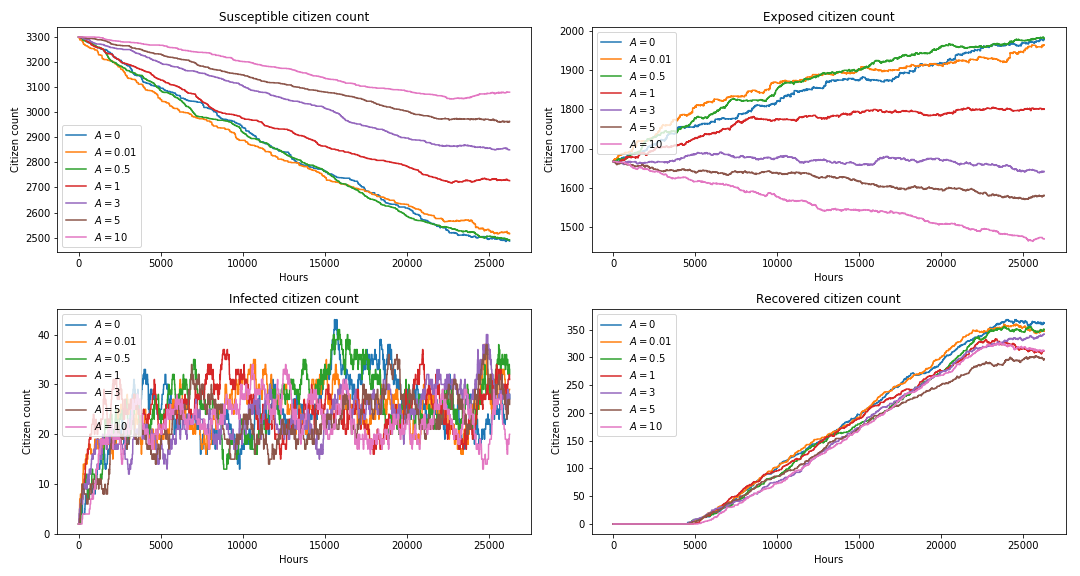 Susceptible citizen count
Citizen count
3300
3200
3100
3000
2900
2800
2700
2600
2500
A = 0
A = 0.01
A = 0.5
A = 1
A = 3
A = 5
A = 10
0
5000
10000
15000
20000
25000
Hours
Exposed citizen count
Citizen count
2000
1900
1800
1700
1600
1500
A = 0
A = 0.01
A = 0.5
A = 1
A = 3
A = 5
A = 10
0
5000
10000
15000
20000
25000
Hours
Infected citizen count
Citizen count
40
30
20
10
0
A = 0
A = 0.01
A = 0.5
A = 1
A = 3
A = 5
A = 10
0
5000
10000
15000
20000
25000
Hours
Recovered citizen count
Citizen count
350
300
250
200
150
100
50
0
A = 0
A = 0.01
A = 0.5
A = 1
A = 3
A = 5
A = 10
0
5000
10000
15000
20000
25000
Hours